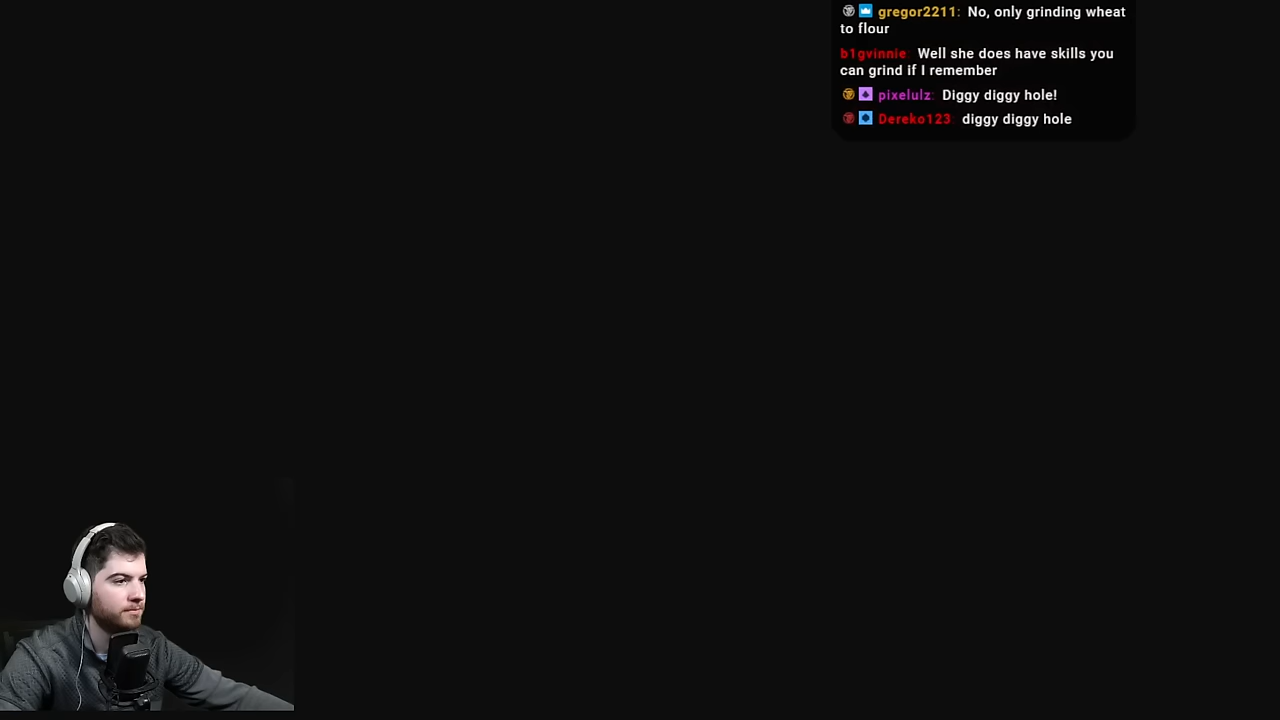 gregor2211: No, only grinding wheat
to flour
b1gvinnie: Well she does have skills you
can grind if I remember
pixelulz: Diggy diggy hole!
Dereko123: diggy diggy hole